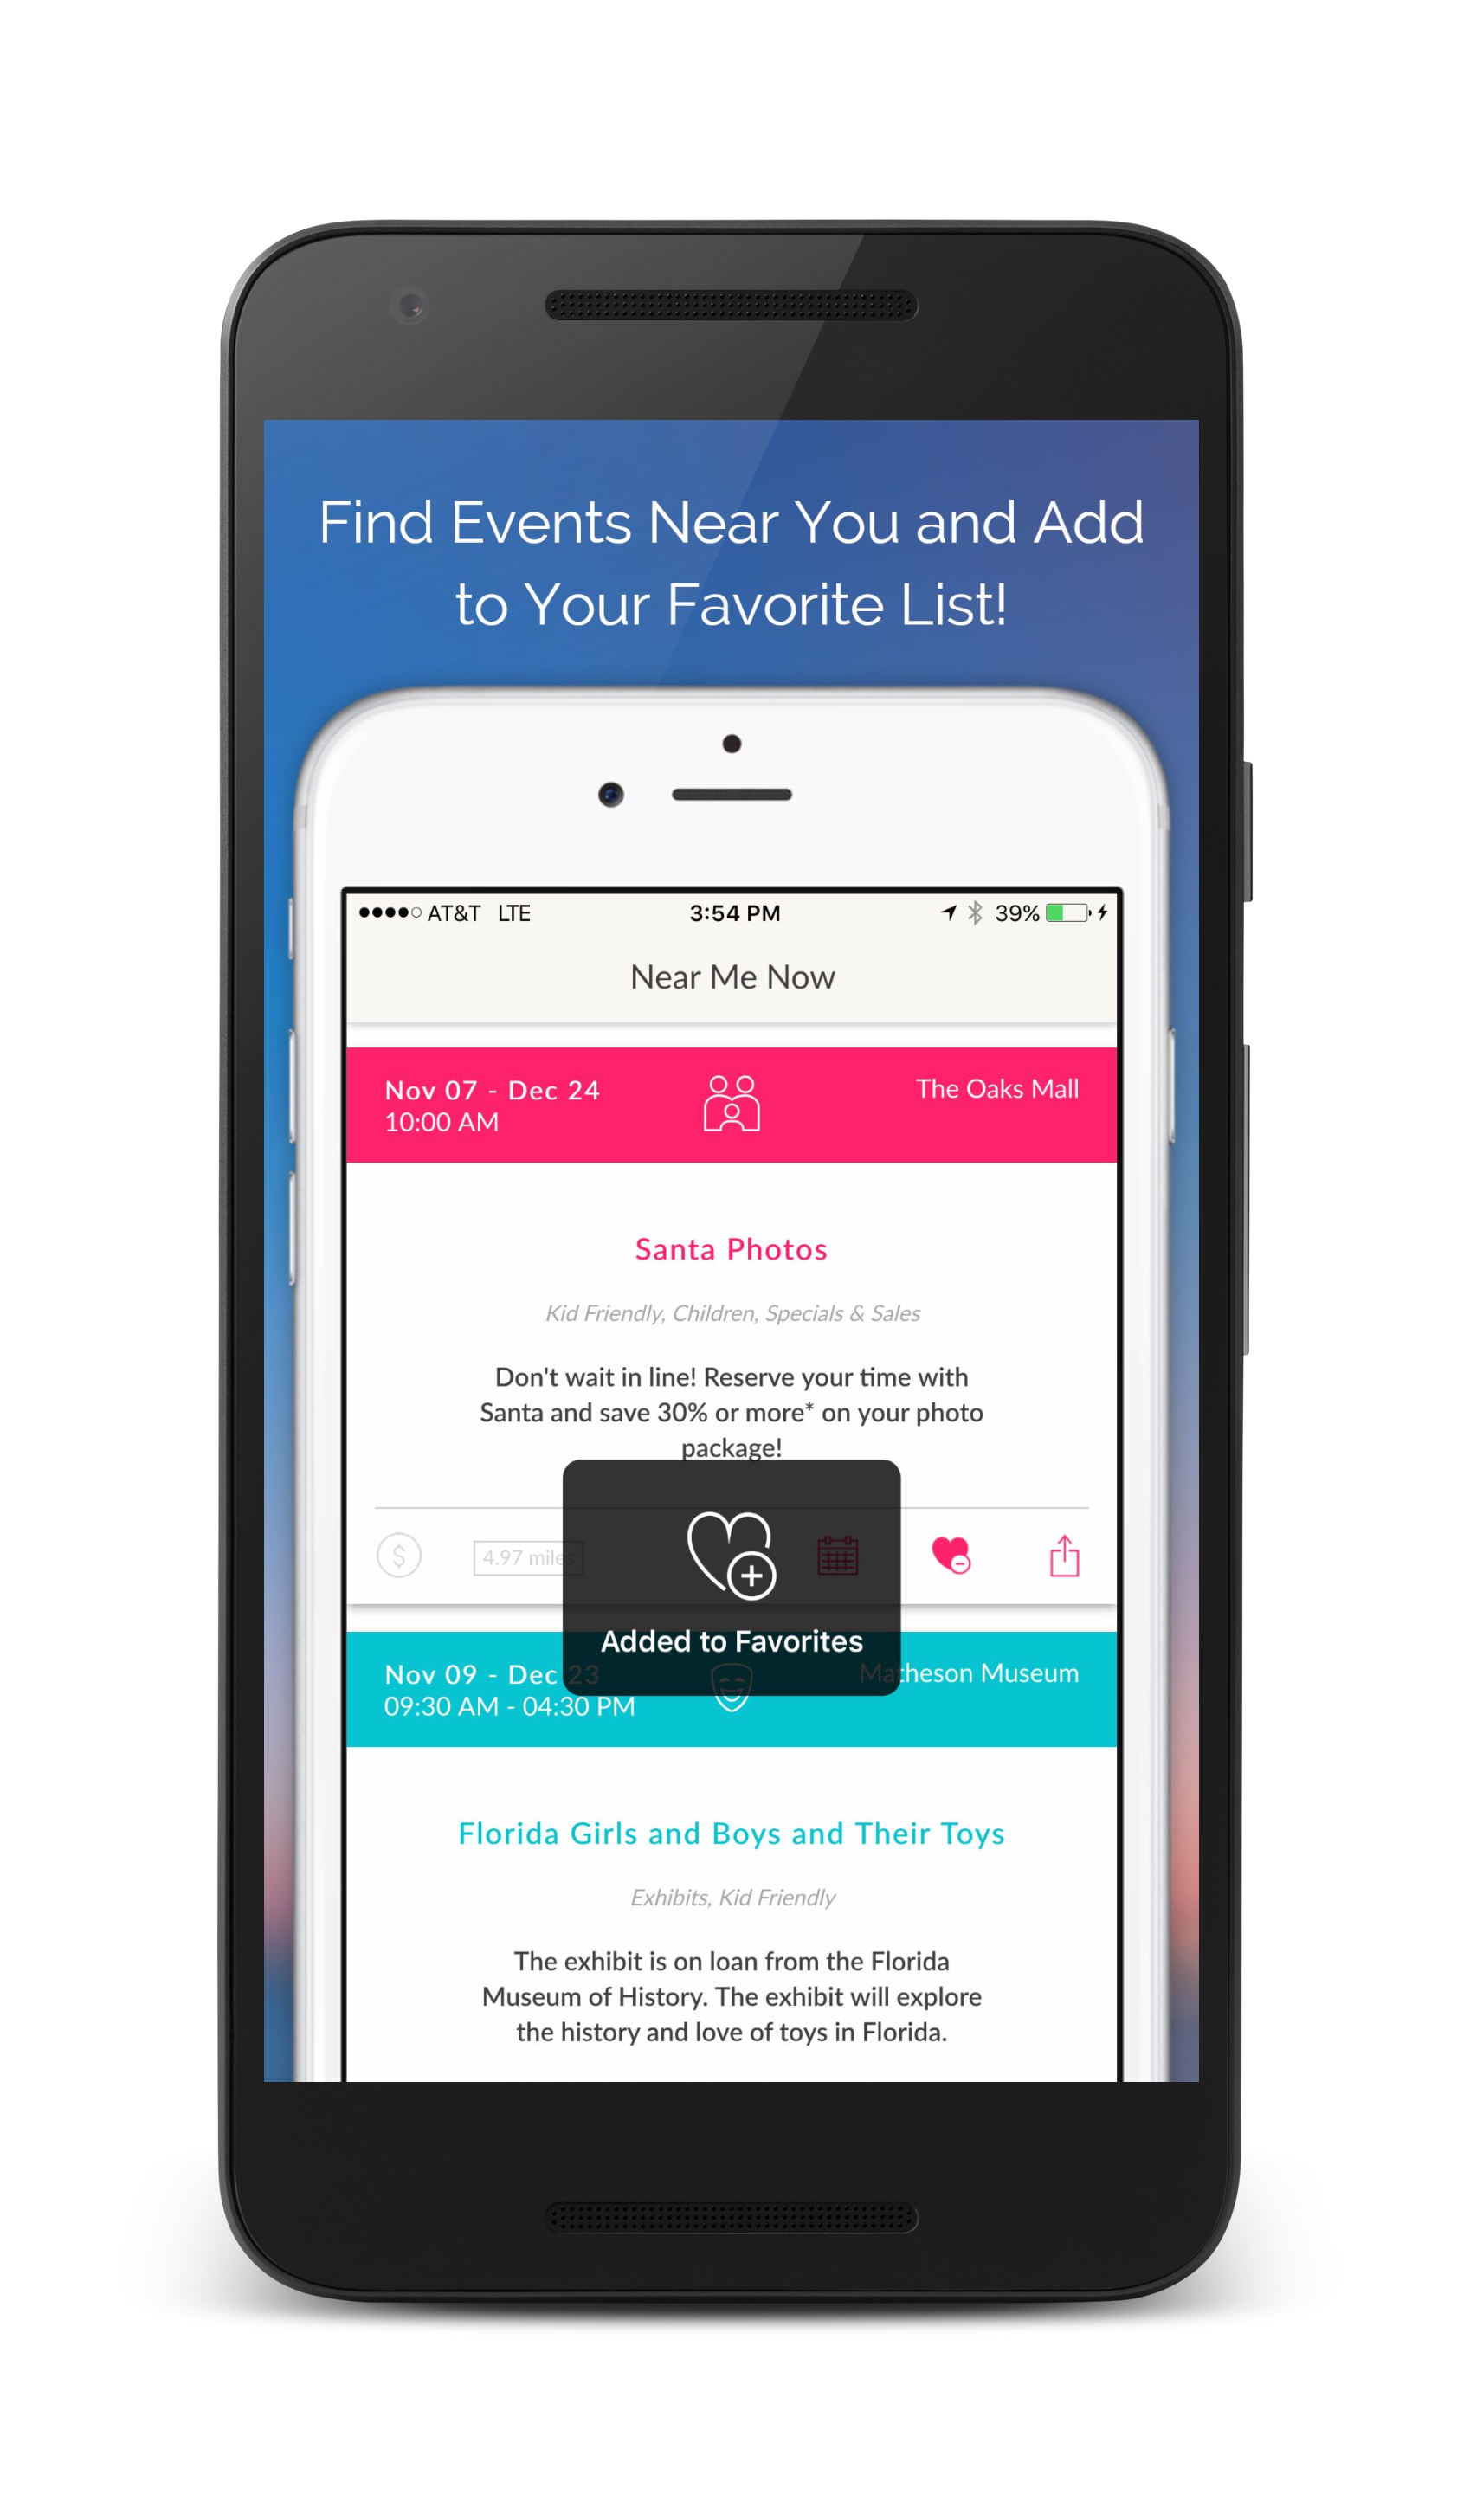 Find Events Near You and Add
to Your Favorite List!
AT&T LTE 3:54 PM 39%
Near Me Now
Nov 07 - Dec 24 The Oaks Mall
10:00 AM
Santa Photos
Kid Friendly, Children, Specials & Sales
Don't wait in line! Reserve your time with
Santa and save 30% or more* on your photo
package!
$ 4.97 miles
Added to Favorites
Nov 09 - Dec 23 Matheson Museum
09:30 AM - 04:30 PM
Florida Girls and Boys and Their Toys
Exhibits, Kid Friendly
The exhibit is on loan from the Florida
Museum of History. The exhibit will explore
the history and love of toys in Florida.